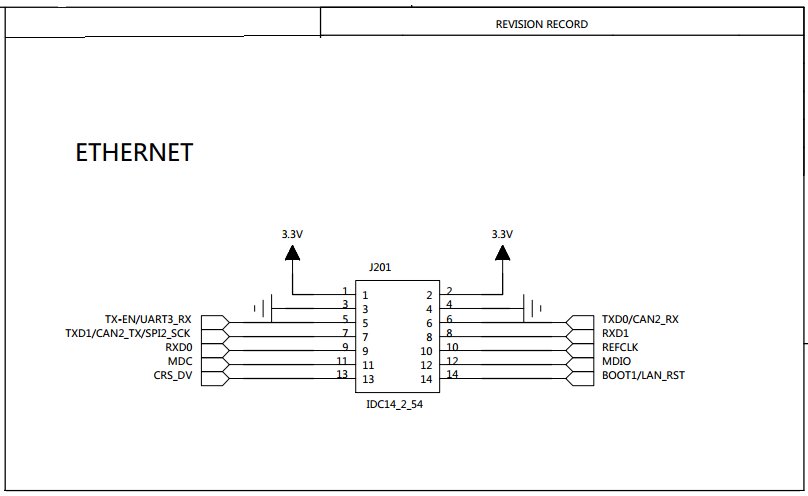 REVISION RECORD
ETHERNET
3.3V 3.3V
J201
1 1 2 2
3 3 4 4
TX-EN/UART3_RX 5 5 6 6 TXD0/CAN2_RX
TXD1/CAN2_TX/SPI2_SCK 7 7 8 8 RXD1
RXD0 9 9 10 10 REFCLK
MDC 11 11 12 12 MDIO
CRS_DV 13 13 14 14 BOOT1/LAN_RST
IDC14_2_54